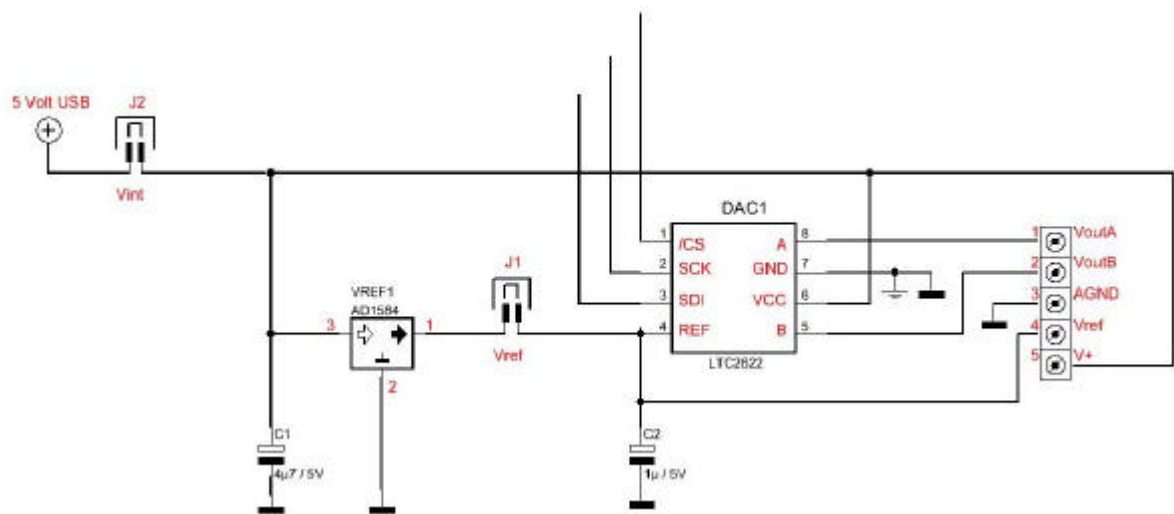 5 Volt USB
J2
Vint
DAC1
1
/CS
A
8
2
SCK
GND
7
3
SDI
VCC
6
4
REF
B
5
LTC2622
1
VoutA
2
VoutB
3
AGND
4
Vref
5
V+
VREF1
AD1584
3
1
2
J1
Vref
C1
4µ7 / 5V
C2
1µ / 5V